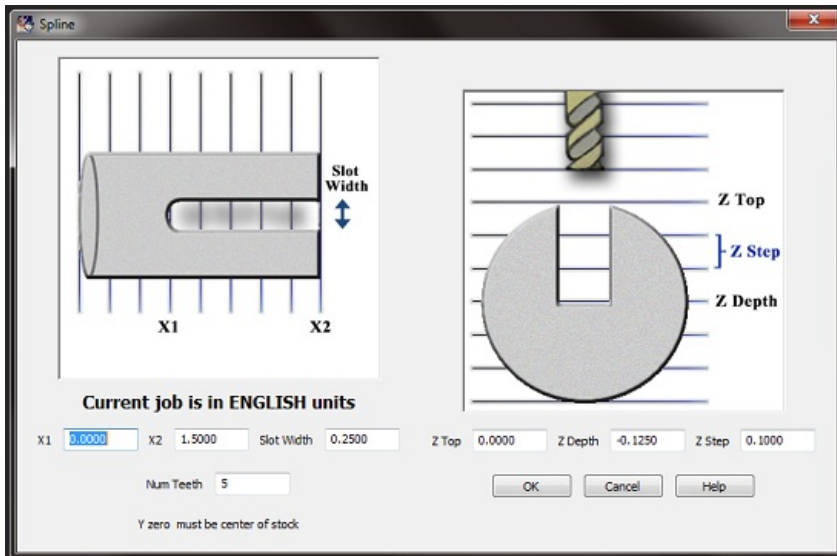 Spline
Slot
Width
X1
X2
Z Top
Z Step
Z Depth
Current job is in ENGLISH units
X1 0.0000 X2 1.5000 Slot Width 0.2500
Z Top 0.0000 Z Depth -0.1250 Z Step 0.1000
Num Teeth 5
OK Cancel Help
Y zero must be center of stock